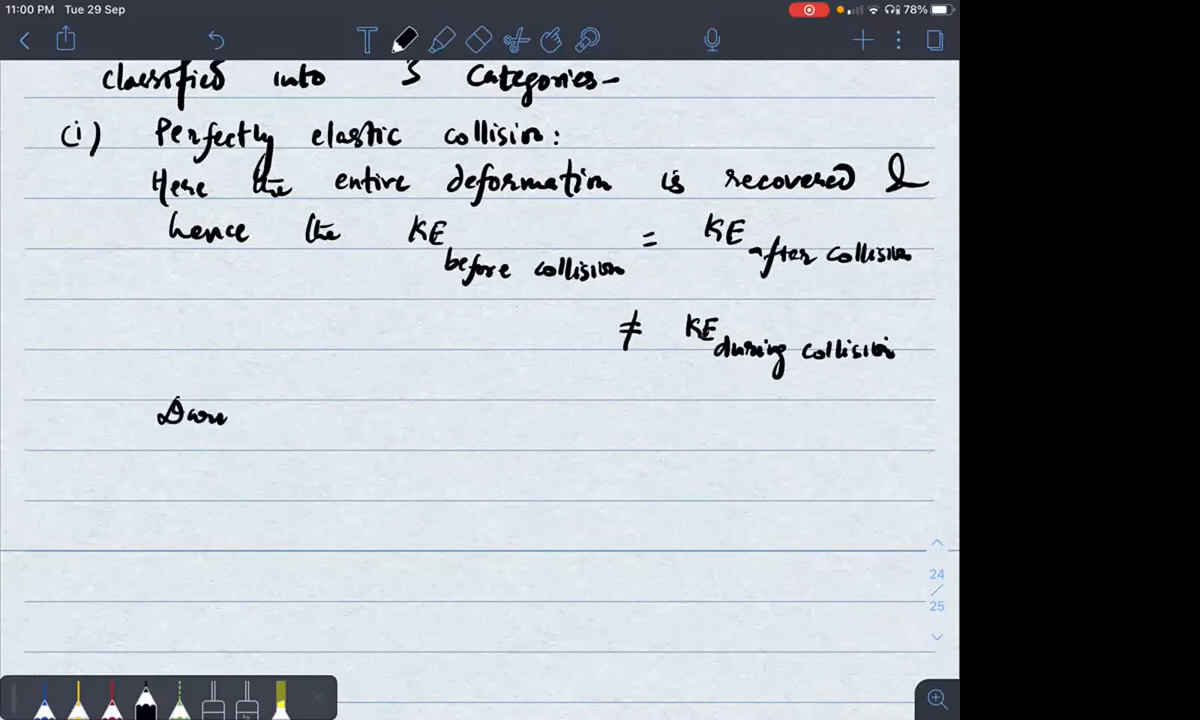 11:00 PM Tue 29 Sep 78%
classified into 3 Categories-
(i) Perfectly elastic collision:
Here the entire deformation is recovered &
hence the KE before collision = KE after collision
≠ KE during collision
24
25